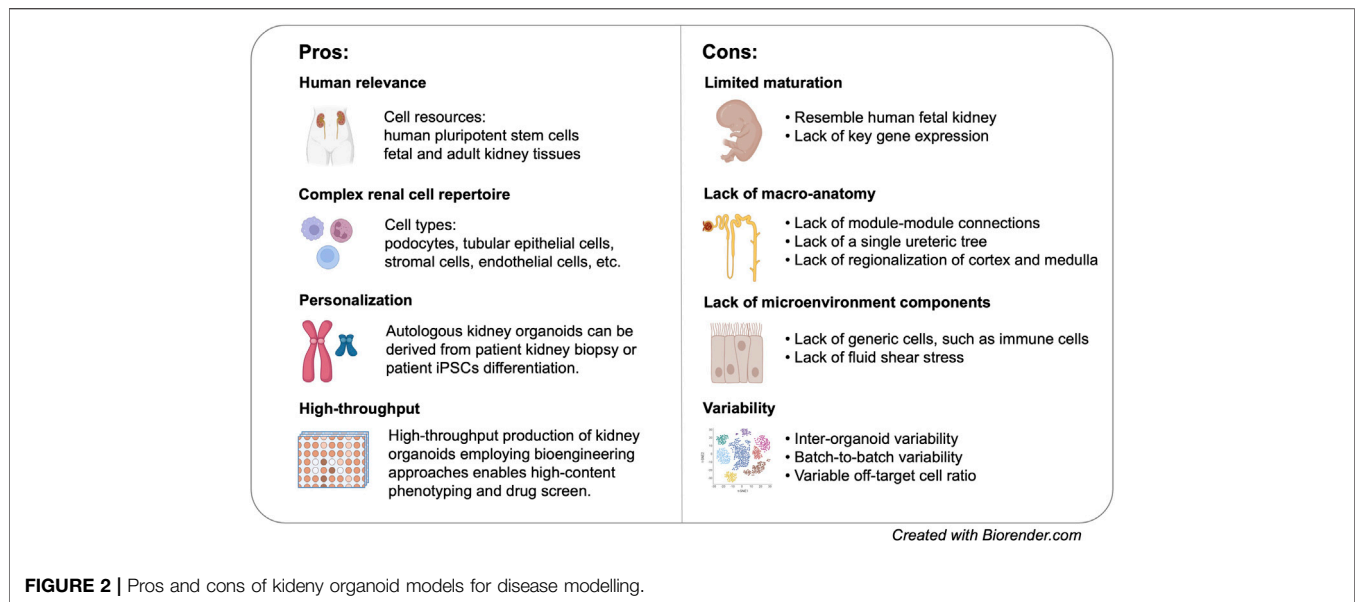 Pros:
Human relevance
Cell resources:
human pluripotent stem cells
fetal and adult kidney tissues
Complex renal cell repertoire
Cell types:
podocytes, tubular epithelial cells,
stromal cells, endothelial cells, etc.
Personalization
Autologous kidney organoids can be
derived from patient kidney biopsy or
patient iPSCs differentiation.
High-throughput
High-throughput production of kidney
organoids employing bioengineering
approaches enables high-content
phenotyping and drug screen.
Cons:
Limited maturation
• Resemble human fetal kidney
• Lack of key gene expression
Lack of macro-anatomy
• Lack of module-module connections
• Lack of a single ureteric tree
• Lack of regionalization of cortex and medulla
Lack of microenvironment components
• Lack of generic cells, such as immune cells
• Lack of fluid shear stress
Variability
• Inter-organoid variability
• Batch-to-batch variability
• Variable off-target cell ratio
Created with Biorender.com
FIGURE 2 | Pros and cons of kideny organoid models for disease modelling.